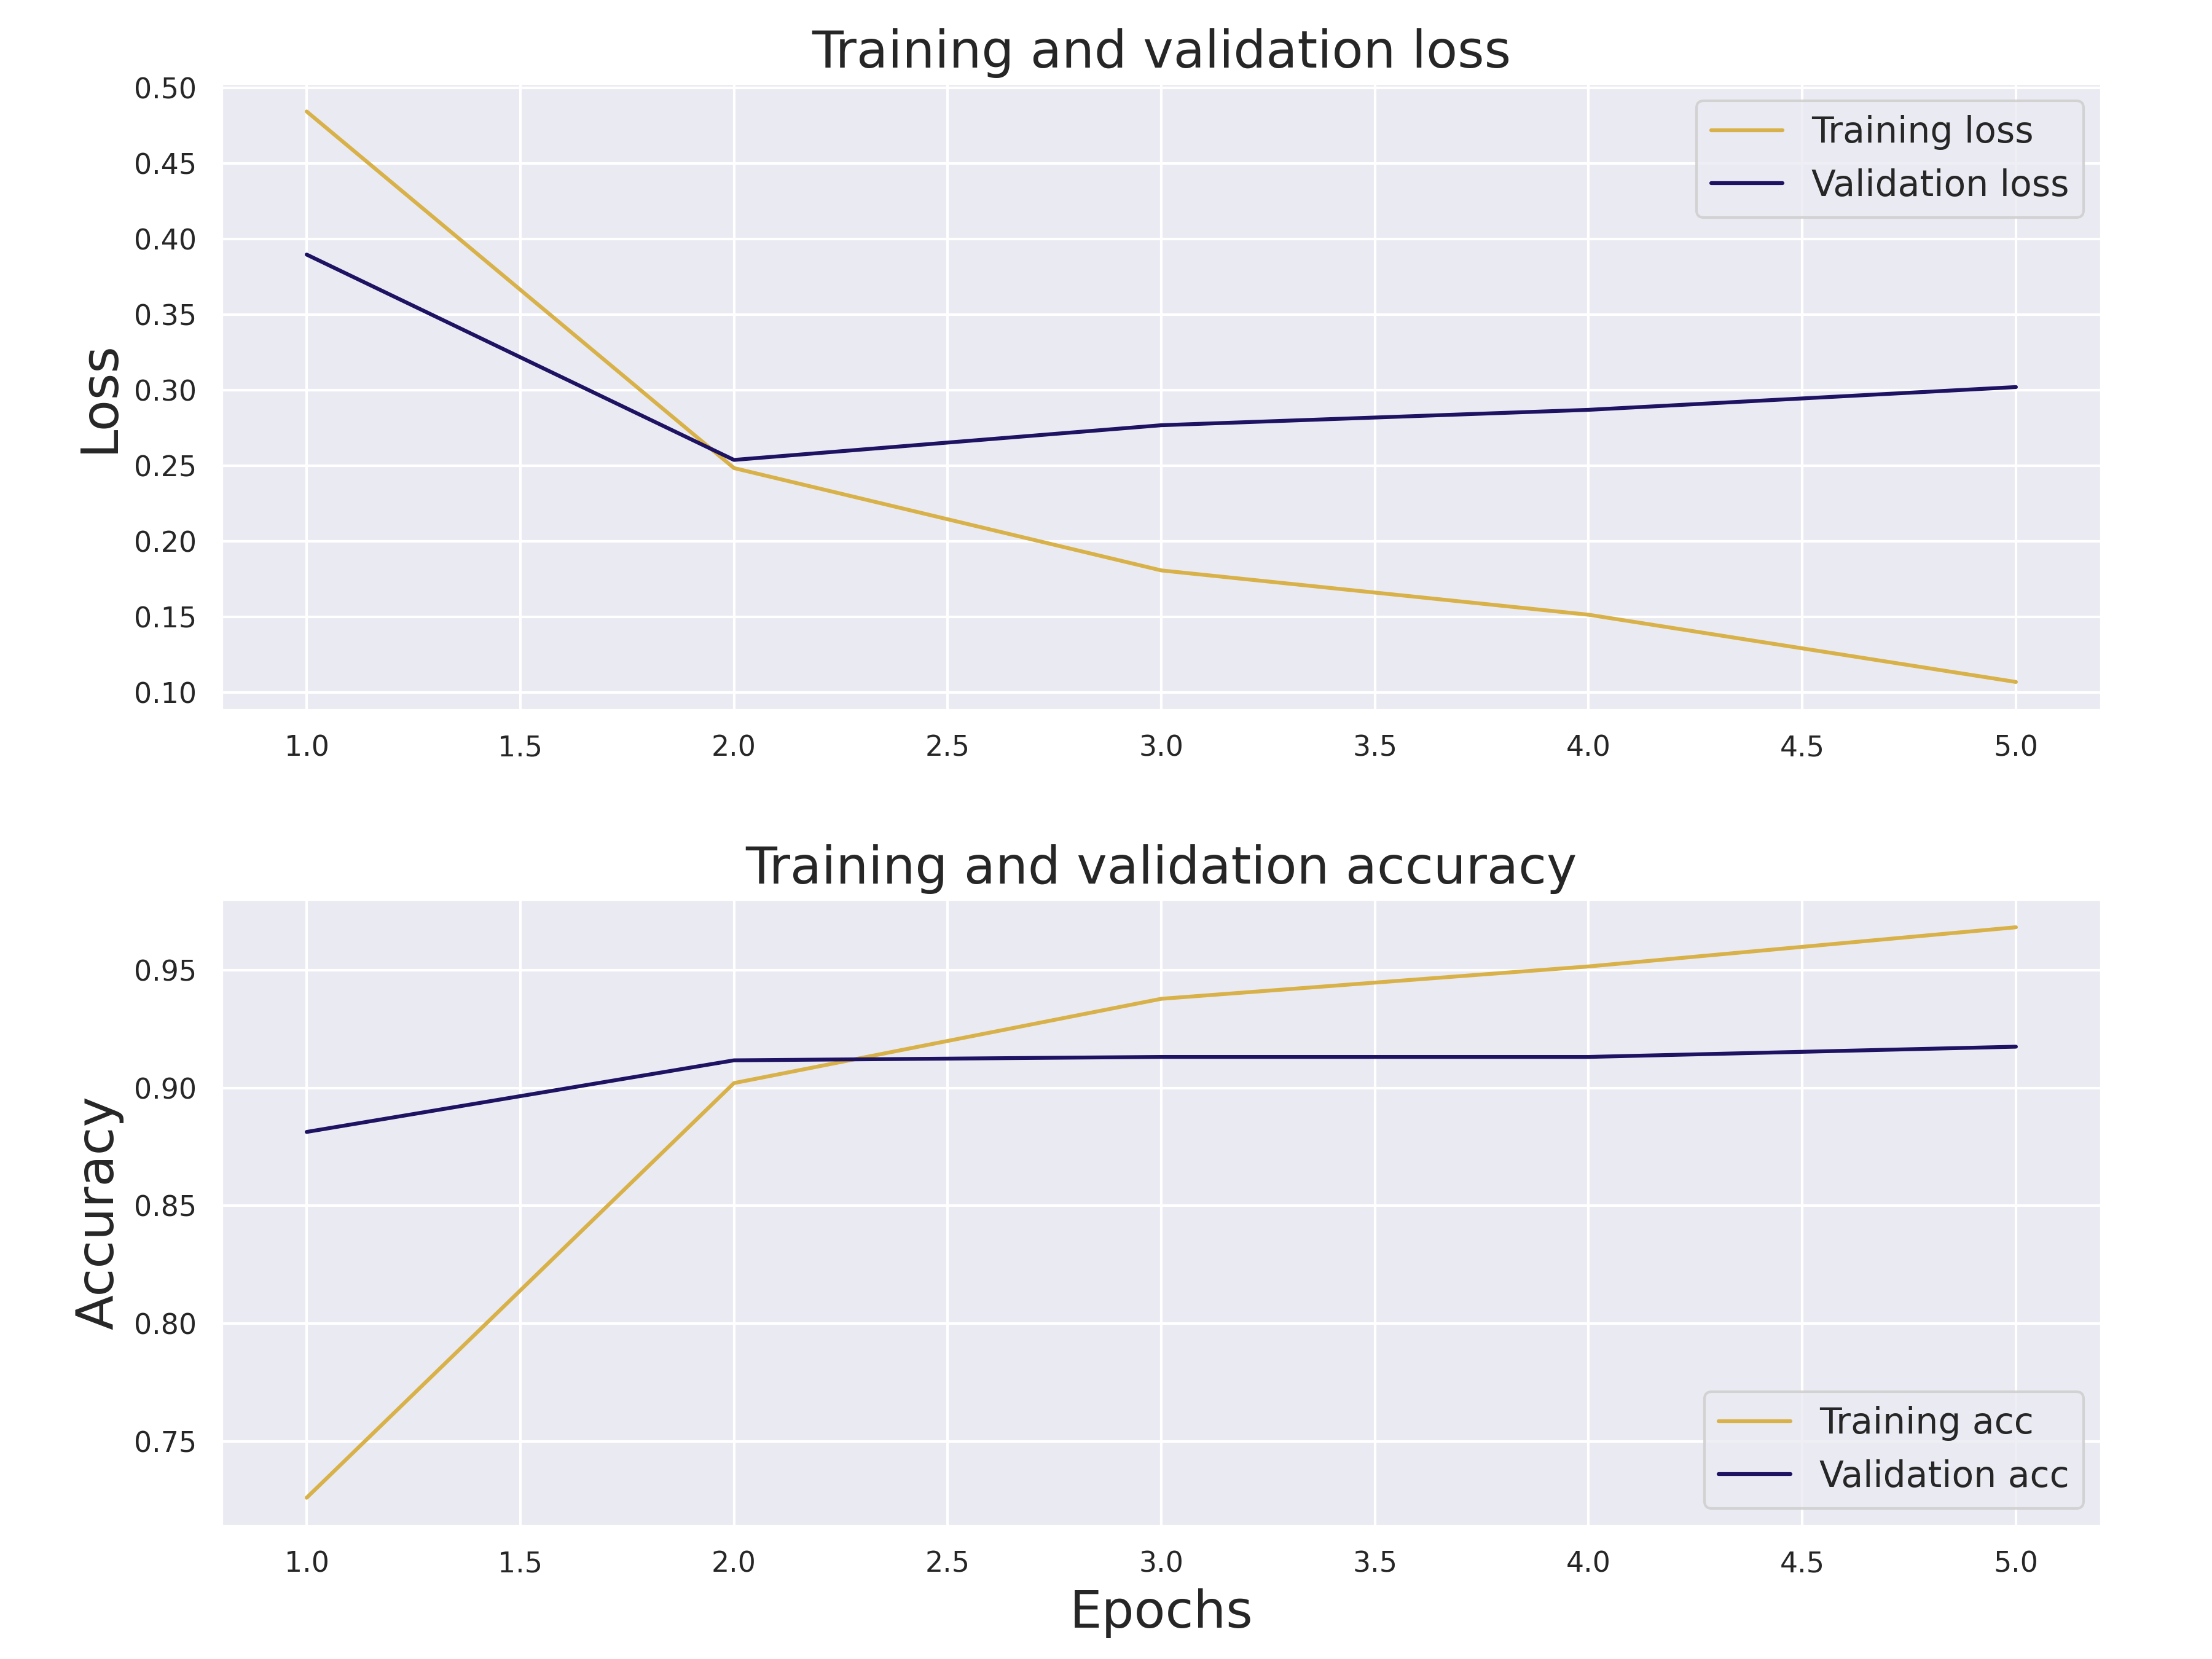 Training and validation loss
0.50
0.45
0.40
0.35
0.30
0.25
0.20
0.15
0.10
Loss
Training loss
Validation loss
1.0 1.5 2.0 2.5 3.0 3.5 4.0 4.5 5.0
Training and validation accuracy
0.95
0.90
0.85
0.80
0.75
Accuracy
Training acc
Validation acc
1.0 1.5 2.0 2.5 3.0 3.5 4.0 4.5 5.0
Epochs